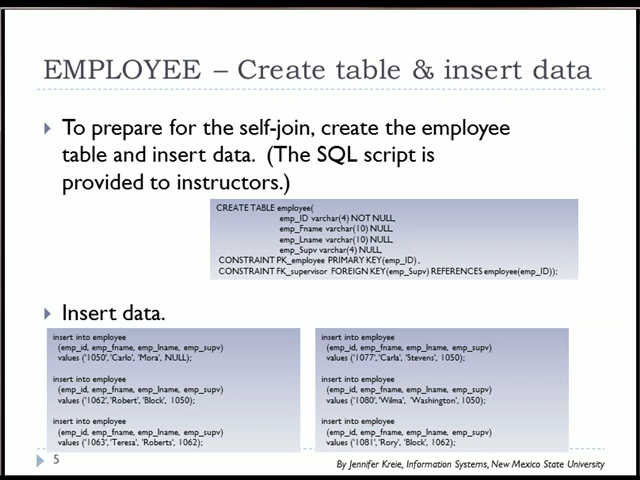 EMPLOYEE – Create table & insert data
To prepare for the self-join, create the employee
table and insert data. (The SQL script is
provided to instructors.)
CREATE TABLE employee(
emp_ID varchar(4) NOT NULL,
emp_Fname varchar(10) NULL,
emp_Lname varchar(10) NULL,
emp_Supv varchar(4) NULL,
CONSTRAINT PK_employee PRIMARY KEY(emp_ID) ,
CONSTRAINT FK_supervisor FOREIGN KEY(emp_Supv) REFERENCES employee(emp_ID));
Insert data.
insert into employee
(emp_id, emp_fname, emp_lname, emp_supv)
values ('1050', 'Carlo', 'Mora', NULL);
insert into employee
(emp_id, emp_fname, emp_lname, emp_supv)
values ('1062', 'Robert', 'Block', 1050);
insert into employee
(emp_id, emp_fname, emp_lname, emp_supv)
values ('1063', 'Teresa', 'Roberts', 1062);
insert into employee
(emp_id, emp_fname, emp_lname, emp_supv)
values ('1077', 'Carla', 'Stevens', 1050);
insert into employee
(emp_id, emp_fname, emp_lname, emp_supv)
values ('1080', 'Wilma', 'Washington', 1050);
insert into employee
(emp_id, emp_fname, emp_lname, emp_supv)
values ('1081', 'Rory', 'Block', 1062);
5
By Jennifer Kreie, Information Systems, New Mexico State University